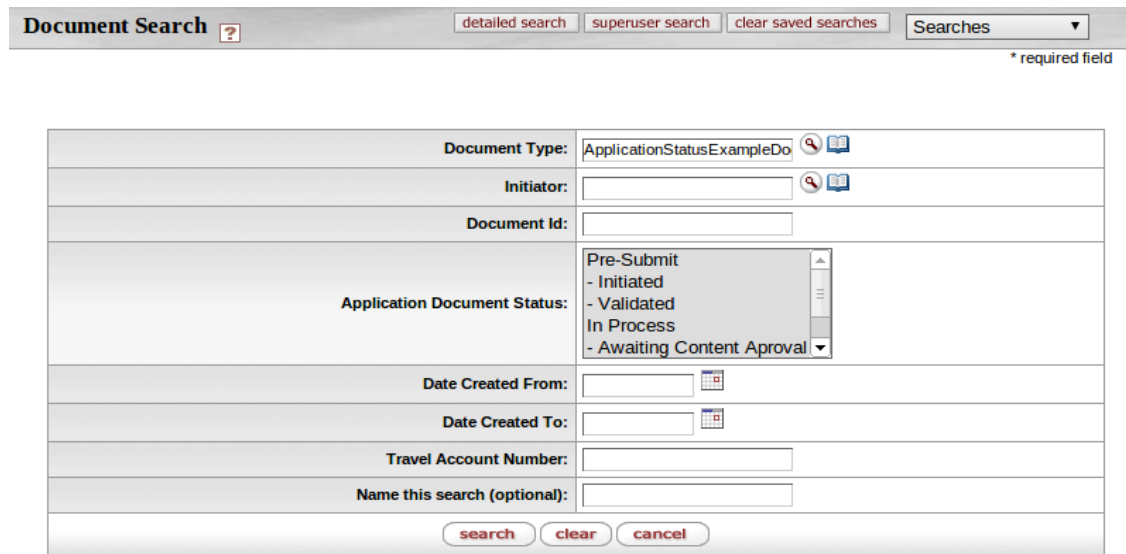 Document Search ? detailed search superuser search clear saved searches Searches
* required field
Document Type: ApplicationStatusExampleDo
Initiator:
Document Id:
Application Document Status:
Pre-Submit
- Initiated
- Validated
In Process
- Awaiting Content Aproval
Date Created From:
Date Created To:
Travel Account Number:
Name this search (optional):
search clear cancel